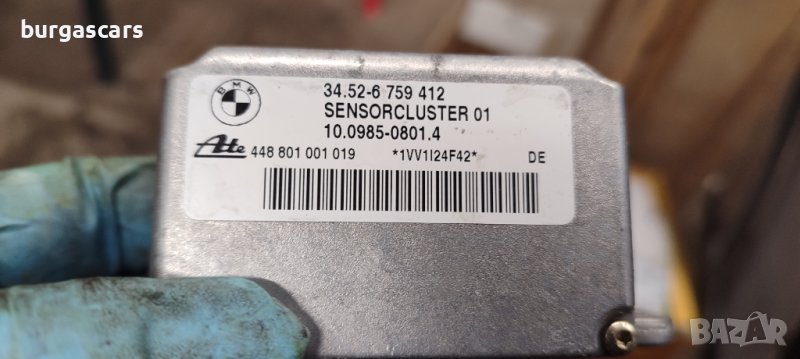 burgascars
BMW
34.52-6 759 412
SENSORCLUSTER 01
10.0985-0801.4
Ate 448 801 001 019 *1VV1I24F42* DE
BAZAR